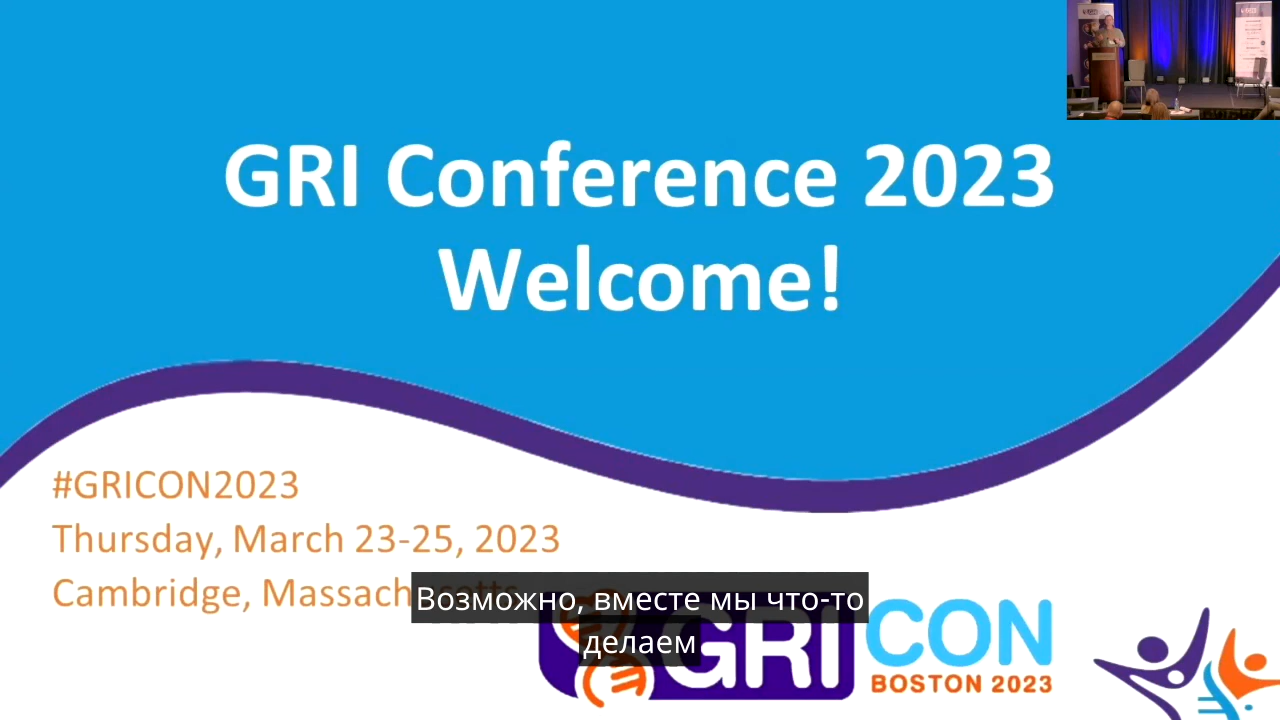 GRI Conference 2023
Welcome!
#GRICON2023
Thursday, March 23-25, 2023
Cambridge, Massachusetts
Возможно, вместе мы что-то
делаем
GRI
CON
BOSTON 2023